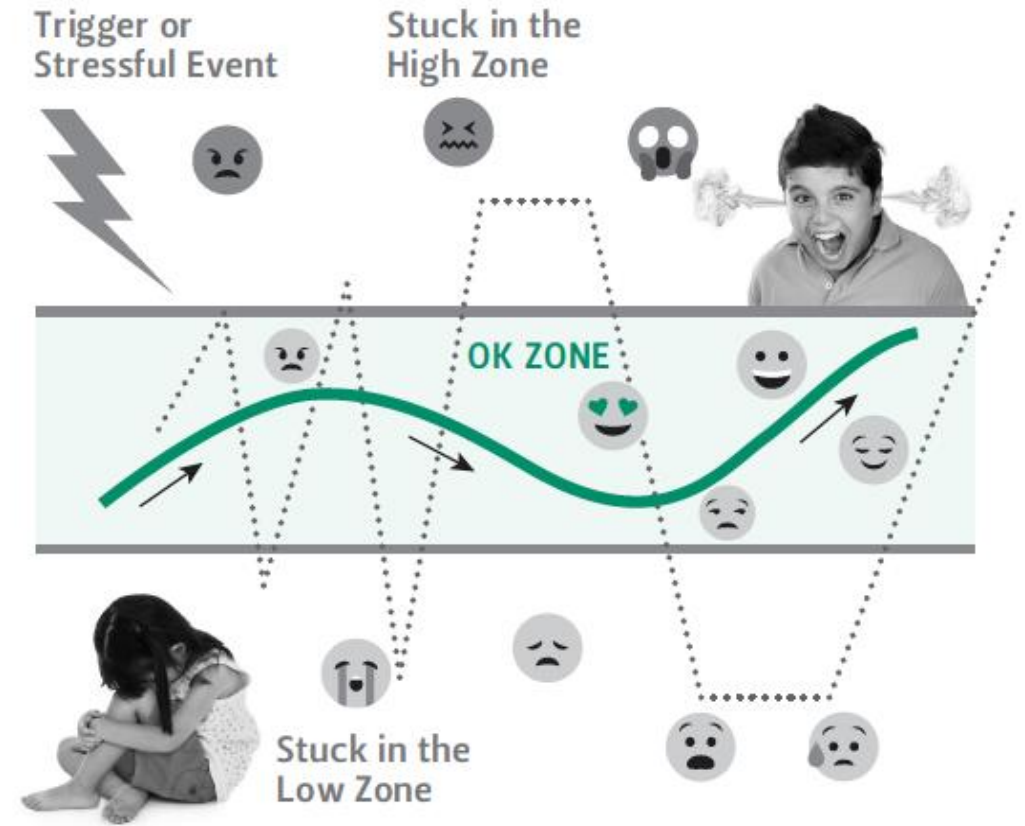 Trigger or
Stressful Event
Stuck in the
High Zone
OK ZONE
Stuck in the
Low Zone